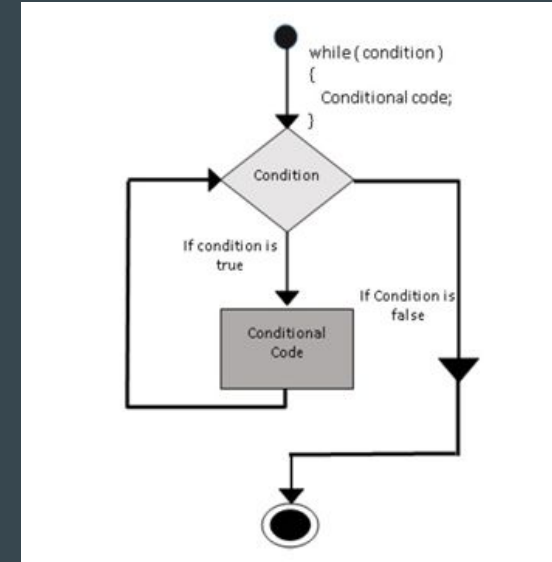 while ( condition )
{
Conditional code;
}
Condition
If condition is
true
If Condition is
false
Conditional
Code